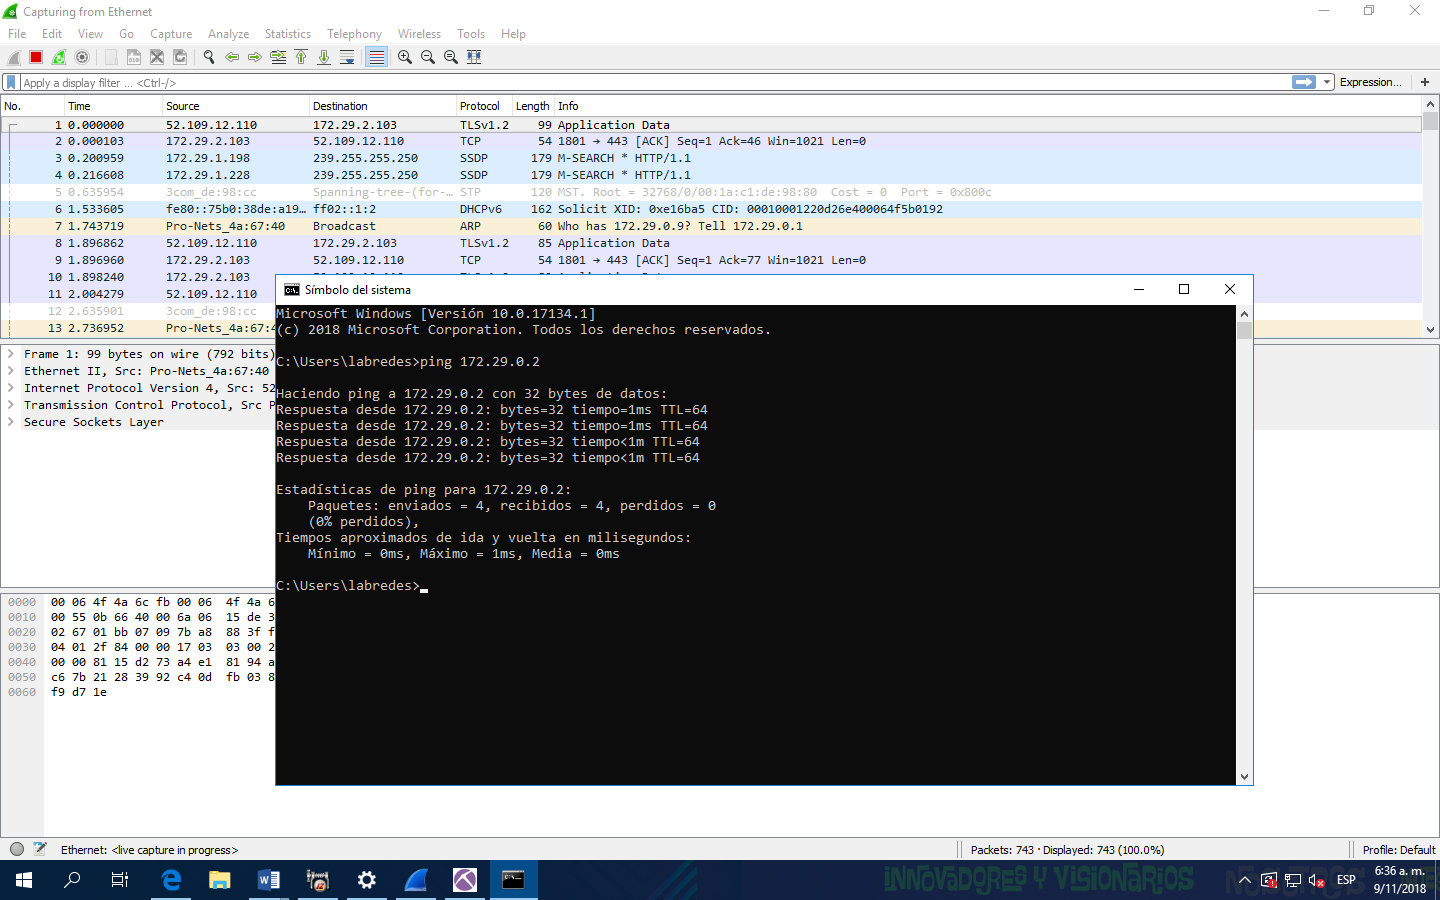 Capturing from Ethernet
File Edit View Go Capture Analyze Statistics Telephony Wireless Tools Help
Apply a display filter ... <Ctrl-/> Expression... +
No. Time Source Destination Protocol Length Info
1 0.000000 52.109.12.110 172.29.2.103 TLSv1.2 99 Application Data
2 0.000103 172.29.2.103 52.109.12.110 TCP 54 1801 → 443 [ACK] Seq=1 Ack=46 Win=1021 Len=0
3 0.200959 172.29.1.198 239.255.255.250 SSDP 179 M-SEARCH * HTTP/1.1
4 0.216608 172.29.1.228 239.255.255.250 SSDP 179 M-SEARCH * HTTP/1.1
5 0.635954 3com_de:98:cc Spanning-tree-(for-… STP 120 MST. Root = 32768/0/00:1a:c1:de:98:80 Cost = 0 Port = 0x800c
6 1.533605 fe80::75b0:38de:a19… ff02::1:2 DHCPv6 162 Solicit XID: 0xe16ba5 CID: 00010001220d26e400064f5b0192
7 1.743719 Pro-Nets_4a:67:40 Broadcast ARP 60 Who has 172.29.0.9? Tell 172.29.0.1
8 1.896862 52.109.12.110 172.29.2.103 TLSv1.2 85 Application Data
9 1.896960 172.29.2.103 52.109.12.110 TCP 54 1801 → 443 [ACK] Seq=1 Ack=77 Win=1021 Len=0
10 1.898240 172.29.2.103
11 2.004279 52.109.12.110
12 2.635901 3com_de:98:cc
13 2.736952 Pro-Nets_4a:67:4
Símbolo del sistema
Microsoft Windows [Versión 10.0.17134.1]
(c) 2018 Microsoft Corporation. Todos los derechos reservados.
C:\Users\labredes>ping 172.29.0.2
Haciendo ping a 172.29.0.2 con 32 bytes de datos:
Respuesta desde 172.29.0.2: bytes=32 tiempo=1ms TTL=64
Respuesta desde 172.29.0.2: bytes=32 tiempo=1ms TTL=64
Respuesta desde 172.29.0.2: bytes=32 tiempo<1m TTL=64
Respuesta desde 172.29.0.2: bytes=32 tiempo<1m TTL=64
Estadísticas de ping para 172.29.0.2:
Paquetes: enviados = 4, recibidos = 4, perdidos = 0
(0% perdidos),
Tiempos aproximados de ida y vuelta en milisegundos:
Mínimo = 0ms, Máximo = 1ms, Media = 0ms
C:\Users\labredes>
Frame 1: 99 bytes on wire (792 bits)
Ethernet II, Src: Pro-Nets_4a:67:40
Internet Protocol Version 4, Src: 52
Transmission Control Protocol, Src P
Secure Sockets Layer
0000 00 06 4f 4a 6c fb 00 06 4f 4a 6
0010 00 55 0b 66 40 00 6a 06 15 de 3
0020 02 67 01 bb 07 09 7b a8 88 3f f
0030 04 01 2f 84 00 00 17 03 03 00 2
0040 00 00 81 15 d2 73 a4 e1 81 94 a
0050 c6 7b 21 28 39 92 c4 0d fb 03 8
0060 f9 d7 1e
Ethernet: <live capture in progress> Packets: 743 · Displayed: 743 (100.0%) Profile: Default
INNOVADORES Y VISIONARIOS
ESP
6:36 a. m.
9/11/2018